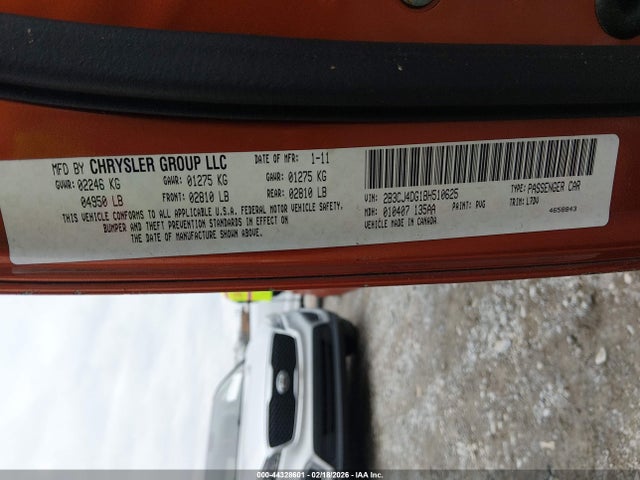 MFD BY CHRYSLER GROUP LLC DATE OF MFR: 1-11
GVWR: 02246 KG GAWR: 01275 KG GAWR: 01275 KG
04950 LB FRONT: 02810 LB REAR: 02810 LB
THIS VEHICLE CONFORMS TO ALL APPLICABLE U.S.A. FEDERAL MOTOR VEHICLE SAFETY,
BUMPER AND THEFT PREVENTION STANDARDS IN EFFECT ON
THE DATE OF MANUFACTURE SHOWN ABOVE.
VIN: 2B3CJ4DG1BH510625 TYPE: PASSENGER CAR
MDH: 010407 135AA PAINT: PVG TRIM: L7DV
VEHICLE MADE IN CANADA 4658843
000-44328601 - 02/18/2026 - IAA Inc.